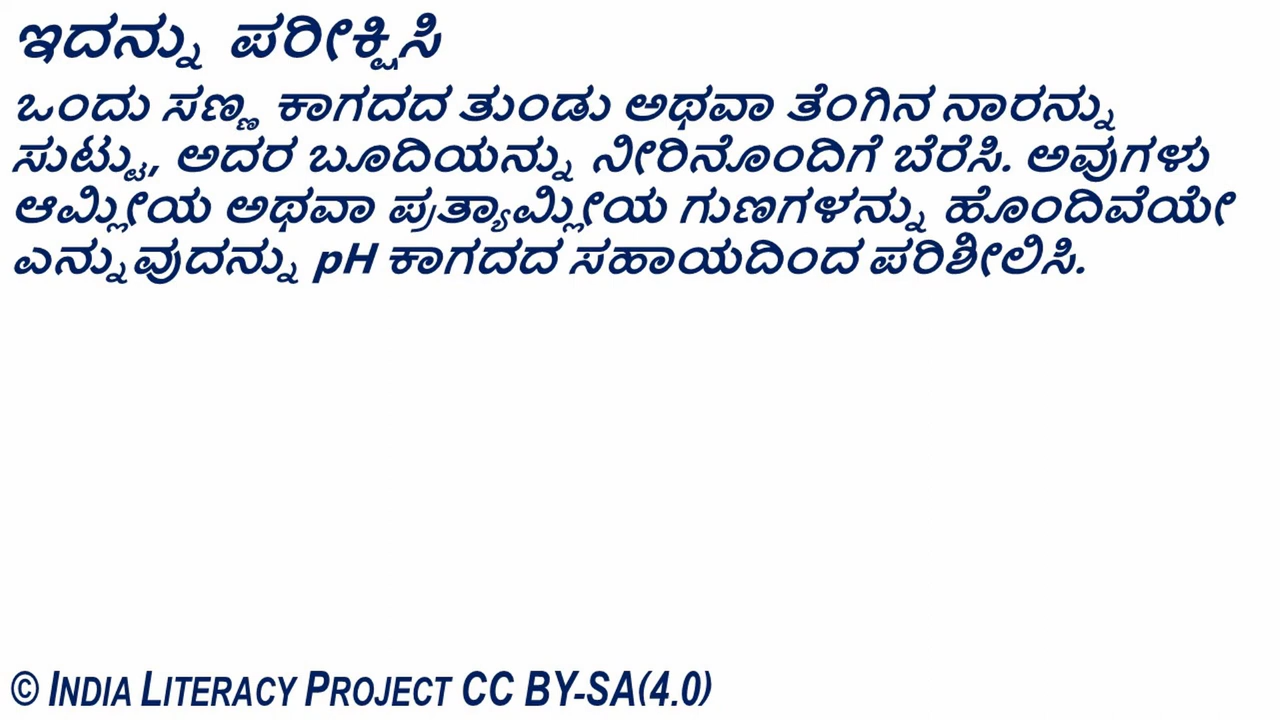 ಇದನ್ನು ಪರೀಕ್ಷಿಸಿ
ಒಂದು ಸಣ್ಣ ಕಾಗದದ ತುಂಡು ಅಥವಾ ತೆಂಗಿನ ನಾರನ್ನು
ಸುಟ್ಟು, ಅದರ ಬೂದಿಯನ್ನು ನೀರಿನೊಂದಿಗೆ ಬೆರೆಸಿ. ಅವುಗಳು
ಆಮ್ಲೀಯ ಅಥವಾ ಪ್ರತ್ಯಾಮ್ಲೀಯ ಗುಣಗಳನ್ನು ಹೊಂದಿವೆಯೇ
ಎನ್ನುವುದನ್ನು pH ಕಾಗದದ ಸಹಾಯದಿಂದ ಪರಿಶೀಲಿಸಿ.
© INDIA LITERACY PROJECT CC BY-SA(4.0)